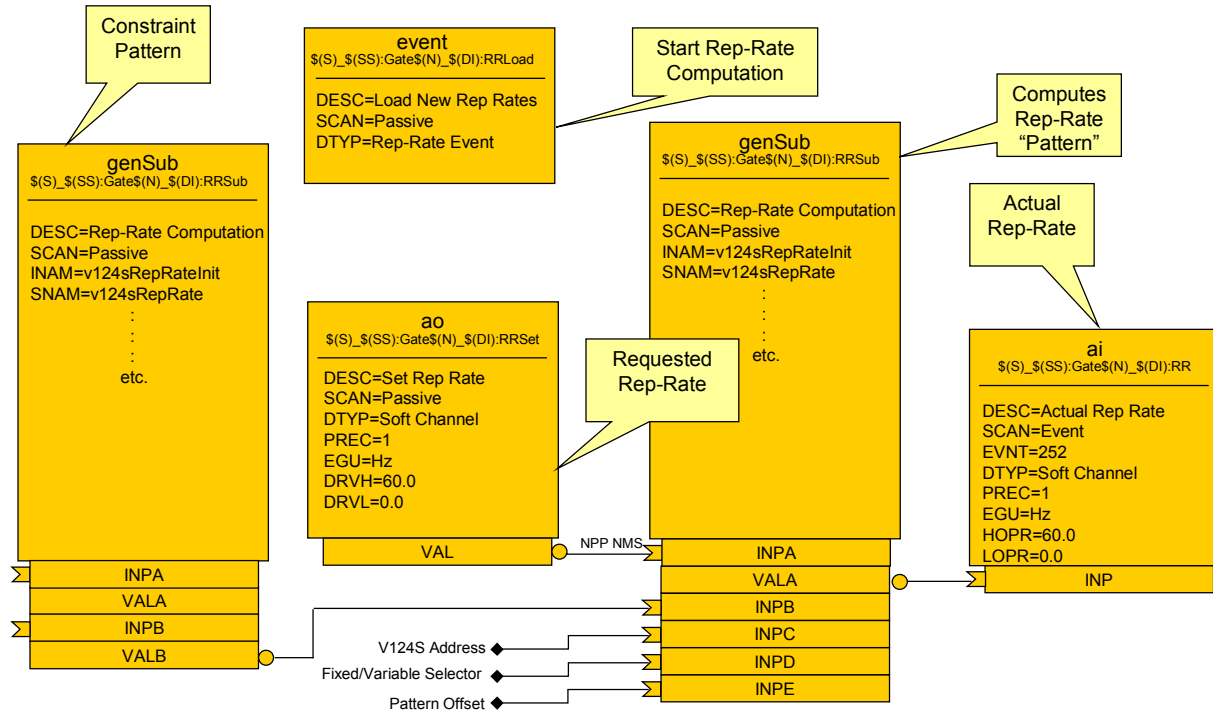 Constraint
Pattern
genSub
$(S)_$(SS):Gate$(N)_$(DI):RRSub
DESC=Rep-Rate Computation
SCAN=Passive
INAM=v124sRepRateInit
SNAM=v124sRepRate
:
:
:
etc.
INPA
VALA
INPB
VALB
event
$(S)_$(SS):Gate$(N)_$(DI):RRLoad
DESC=Load New Rep Rates
SCAN=Passive
DTYP=Rep-Rate Event
Start Rep-Rate
Computation
ao
$(S)_$(SS):Gate$(N)_$(DI):RRSet
DESC=Set Rep Rate
SCAN=Passive
DTYP=Soft Channel
PREC=1
EGU=Hz
DRVH=60.0
DRVL=0.0
VAL
Requested
Rep-Rate
NPP NMS
V124S Address
Fixed/Variable Selector
Pattern Offset
genSub
$(S)_$(SS):Gate$(N)_$(DI):RRSub
DESC=Rep-Rate Computation
SCAN=Passive
INAM=v124sRepRateInit
SNAM=v124sRepRate
:
:
:
etc.
INPA
VALA
INPB
INPC
INPD
INPE
Computes
Rep-Rate
“Pattern”
Actual
Rep-Rate
ai
$(S)_$(SS):Gate$(N)_$(DI):RR
DESC=Actual Rep Rate
SCAN=Event
EVNT=252
DTYP=Soft Channel
PREC=1
EGU=Hz
HOPR=60.0
LOPR=0.0
INP